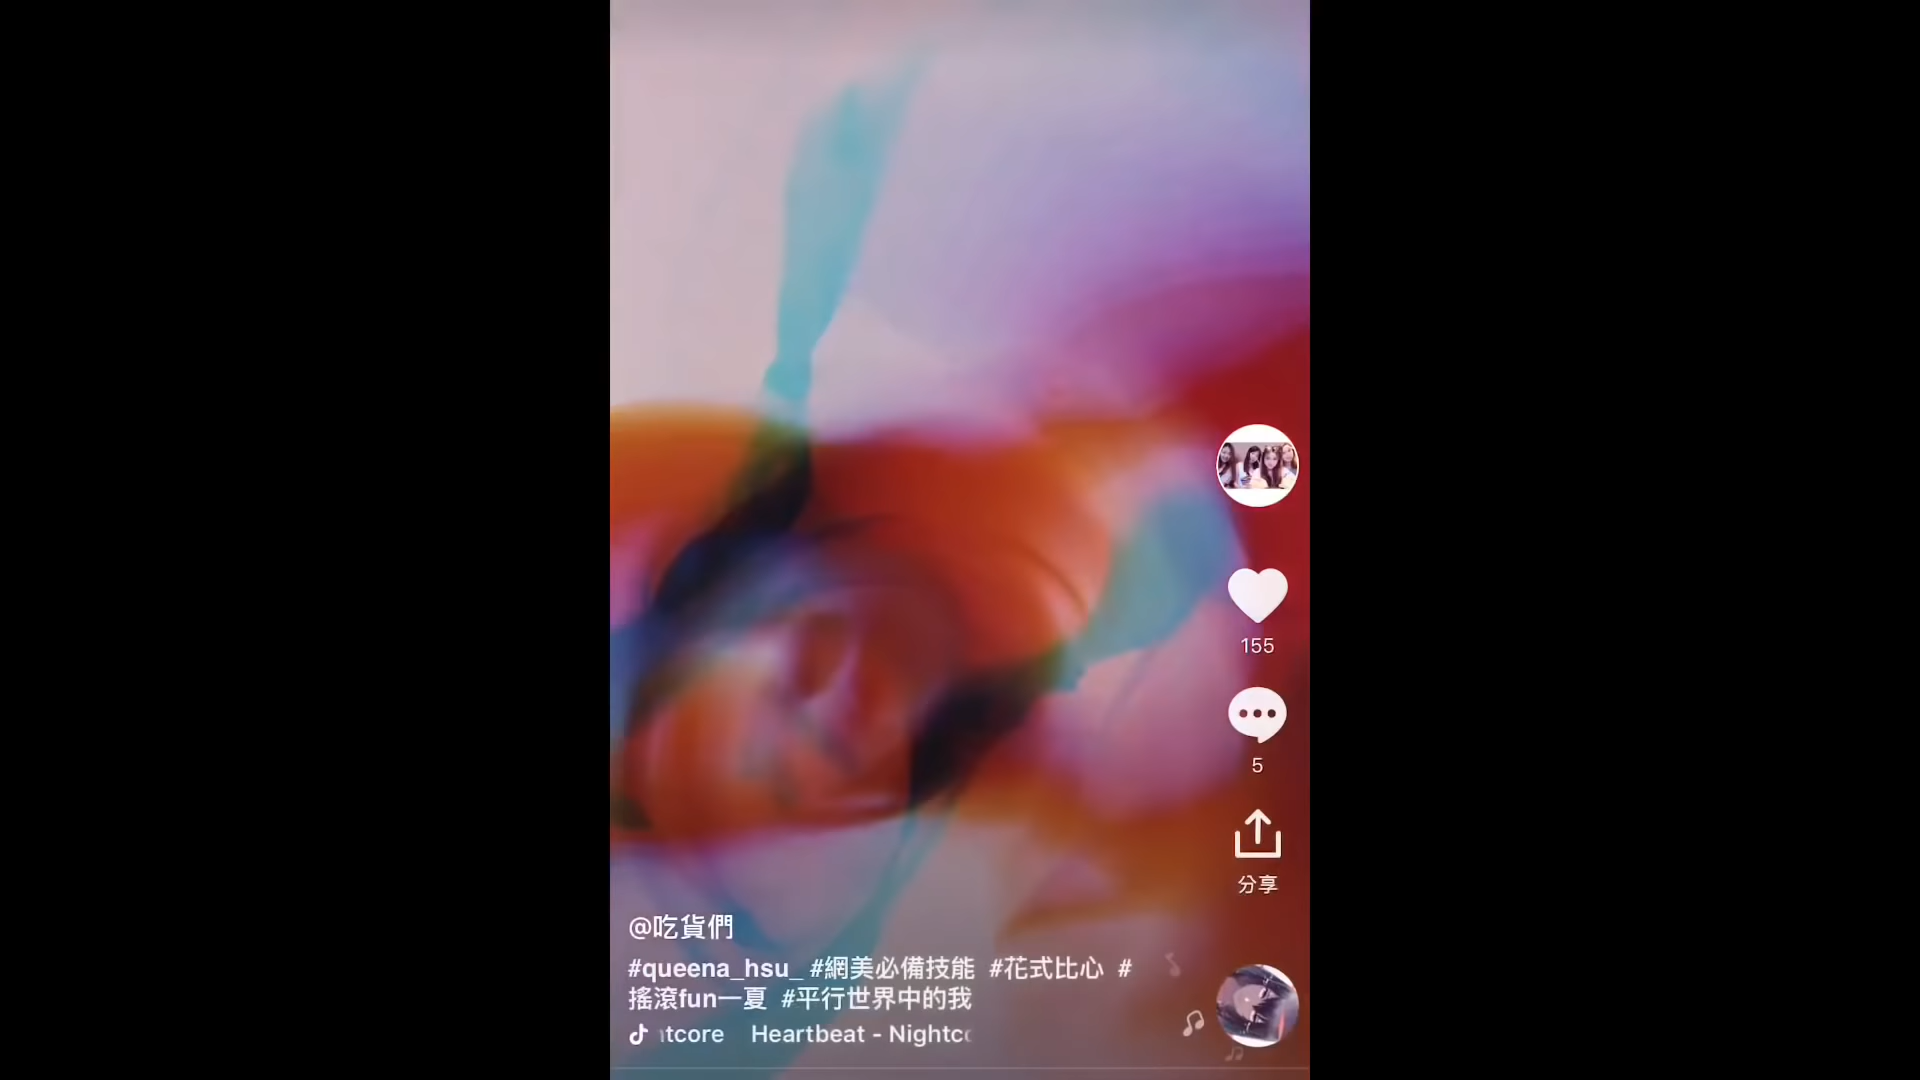 155
5
分享
@吃貨們
#queena_hsu_ #網美必備技能 #花式比心 #
搖滾fun一夏 #平行世界中的我
tcore Heartbeat - Nightc